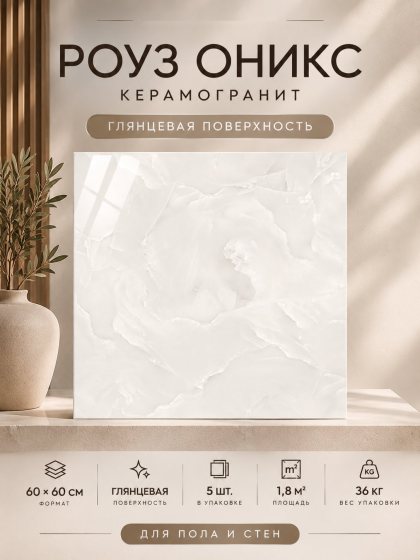 РОУЗ ОНИКС
КЕРАМОГРАНИТ
ГЛЯНЦЕВАЯ ПОВЕРХНОСТЬ
60 × 60 СМ
ФОРМАТ
ГЛЯНЦЕВАЯ
ПОВЕРХНОСТЬ
5 ШТ.
В УПАКОВКЕ
m²
1,8 М²
ПЛОЩАДЬ
KG
36 КГ
ВЕС УПАКОВКИ
ДЛЯ ПОЛА И СТЕН